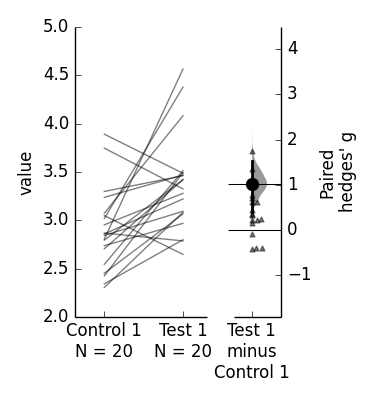 5.0
4.5
4.0
3.5
3.0
2.5
2.0
value
Control 1
N = 20
Test 1
N = 20
4
3
2
1
0
−1
Paired
hedges' g
Test 1
minus
Control 1